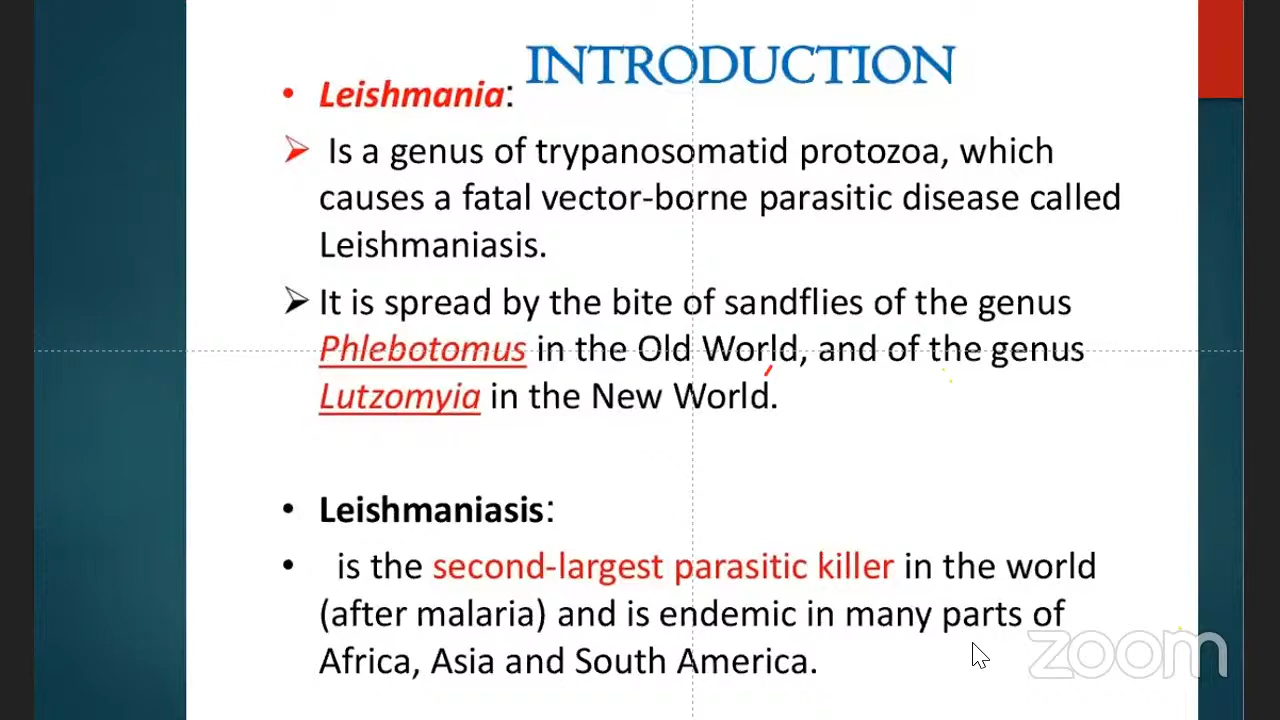 INTRODUCTION
• Leishmania:
➢ Is a genus of trypanosomatid protozoa, which
causes a fatal vector-borne parasitic disease called
Leishmaniasis.
➢ It is spread by the bite of sandflies of the genus
Phlebotomus in the Old World, and of the genus
Lutzomyia in the New World.
• Leishmaniasis:
• is the second-largest parasitic killer in the world
(after malaria) and is endemic in many parts of
Africa, Asia and South America.
zoom